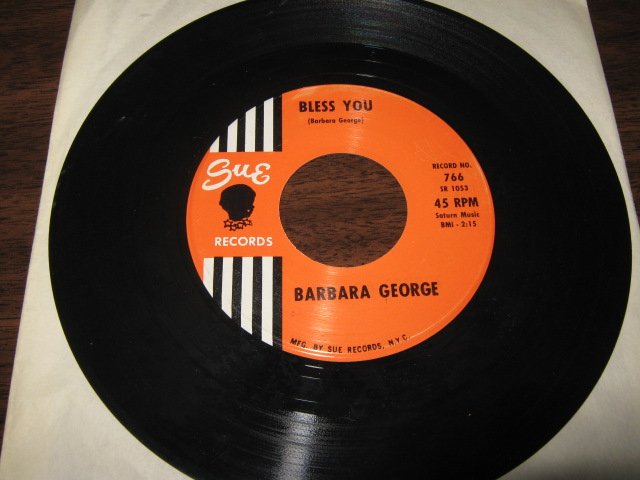 BLESS YOU
(Barbara George)
Sue
RECORDS
RECORD NO.
766
SR 1053
45 RPM
Saturn Music
BMI - 2:15
BARBARA GEORGE
MFG. BY SUE RECORDS, N.Y.C.